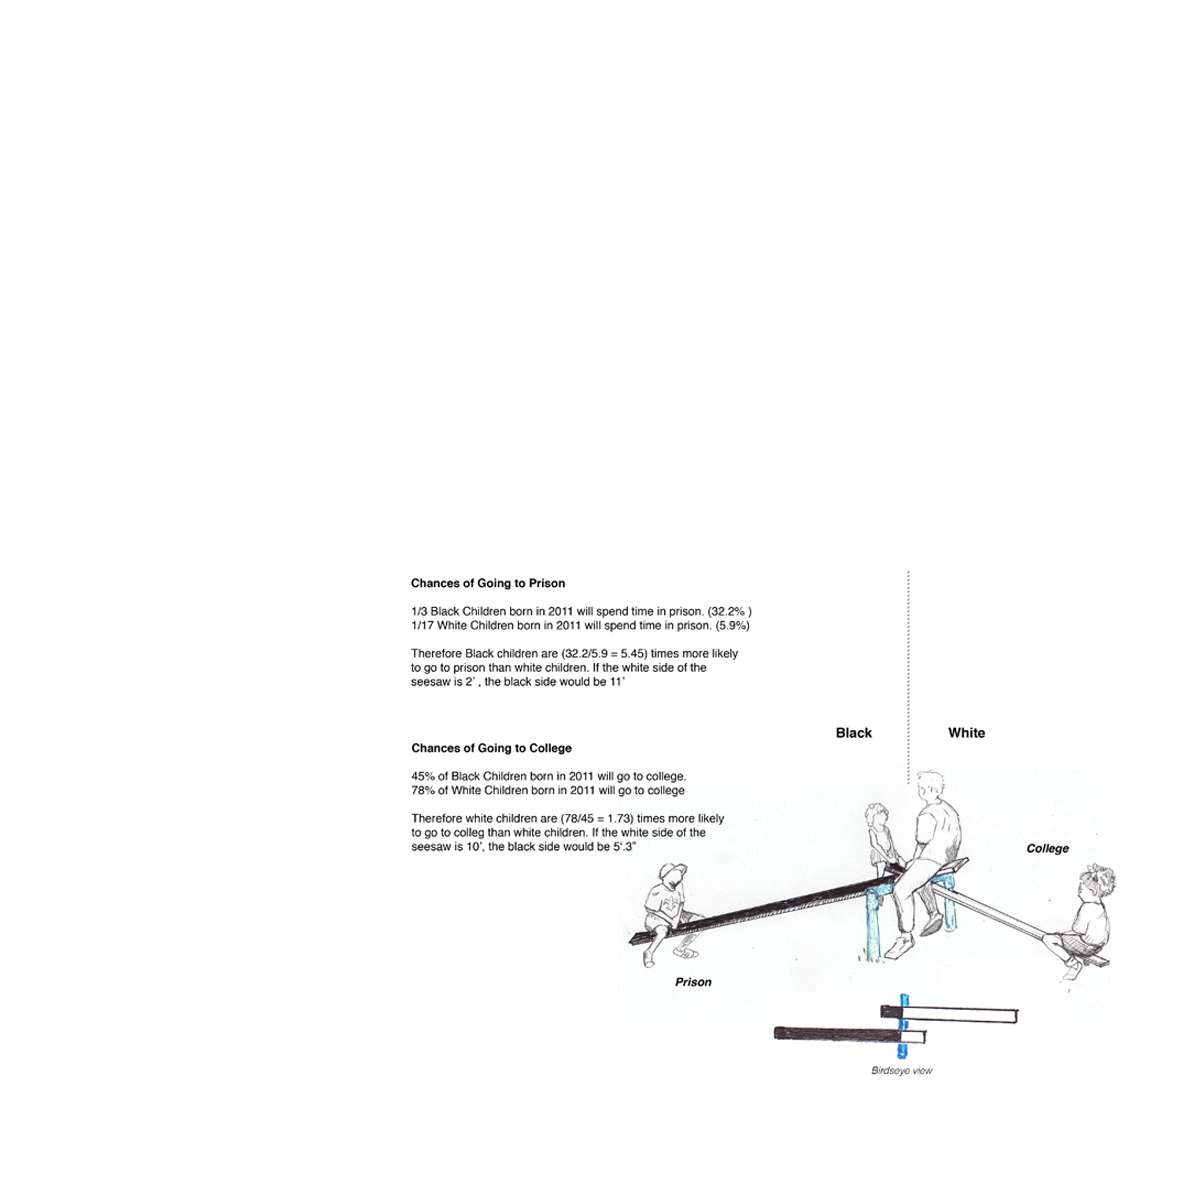 Chances of Going to Prison
1/3 Black Children born in 2011 will spend time in prison. (32.2% )
1/17 White Children born in 2011 will spend time in prison. (5.9%)
Therefore Black children are (32.2/5.9 = 5.45) times more likely
to go to prison than white children. If the white side of the
seesaw is 2' , the black side would be 11'
Black
White
Chances of Going to College
45% of Black Children born in 2011 will go to college.
78% of White Children born in 2011 will go to college
Therefore white children are (78/45 = 1.73) times more likely
to go to colleg than white children. If the white side of the
seesaw is 10', the black side would be 5'.3"
College
Prison
Birdseye view